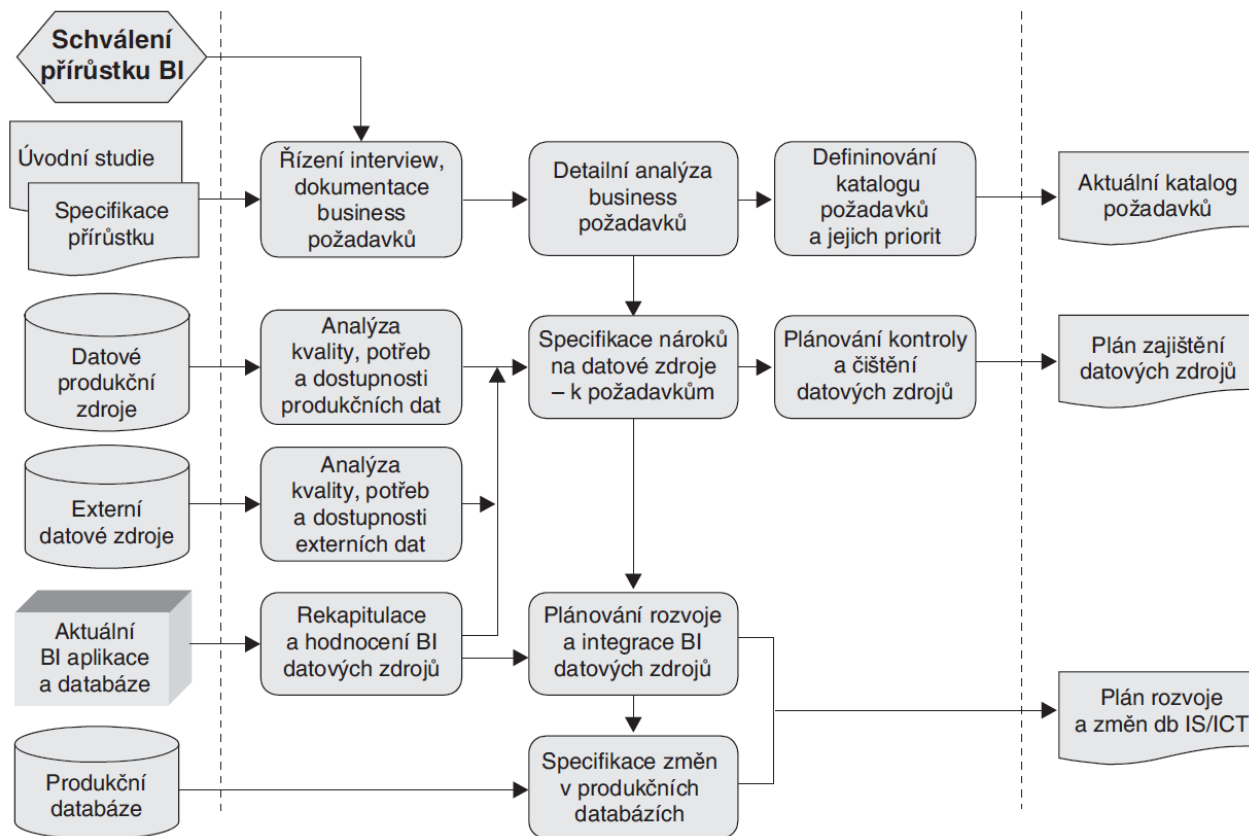 Schválení
přírůstku BI
Úvodní studie
Specifikace
přírůstku
Řízení interview,
dokumentace
business
požadavků
Detailní analýza
business
požadavků
Defininování
katalogu
požadavků
a jejich priorit
Aktuální katalog
požadavků
Datové
produkční
zdroje
Analýza
kvality, potřeb
a dostupnosti
produkčních dat
Specifikace nároků
na datové zdroje
– k požadavkům
Plánování kontroly
a čištění
datových zdrojů
Plán zajištění
datových zdrojů
Externí
datové zdroje
Analýza
kvality, potřeb
a dostupnosti
externích dat
Aktuální
BI aplikace
a databáze
Rekapitulace
a hodnocení BI
datových zdrojů
Plánování rozvoje
a integrace BI
datových zdrojů
Plán rozvoje
a změn db IS/ICT
Produkční
databáze
Specifikace změn
v produkčních
databázích